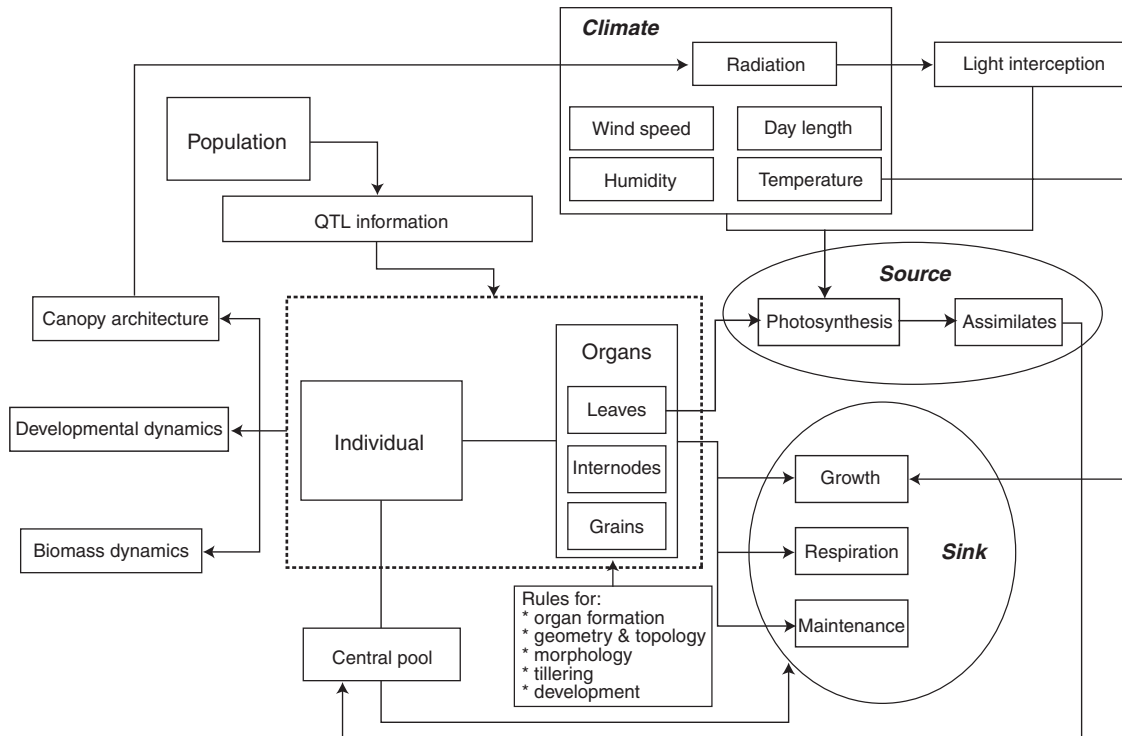 Climate
Radiation
Light interception
Wind speed
Day length
Population
Humidity
Temperature
QTL information
Source
Canopy architecture
Photosynthesis
Assimilates
Organs
Leaves
Developmental dynamics
Individual
Internodes
Growth
Grains
Biomass dynamics
Respiration
Sink
Rules for:
* organ formation
* geometry & topology
* morphology
* tillering
* development
Maintenance
Central pool